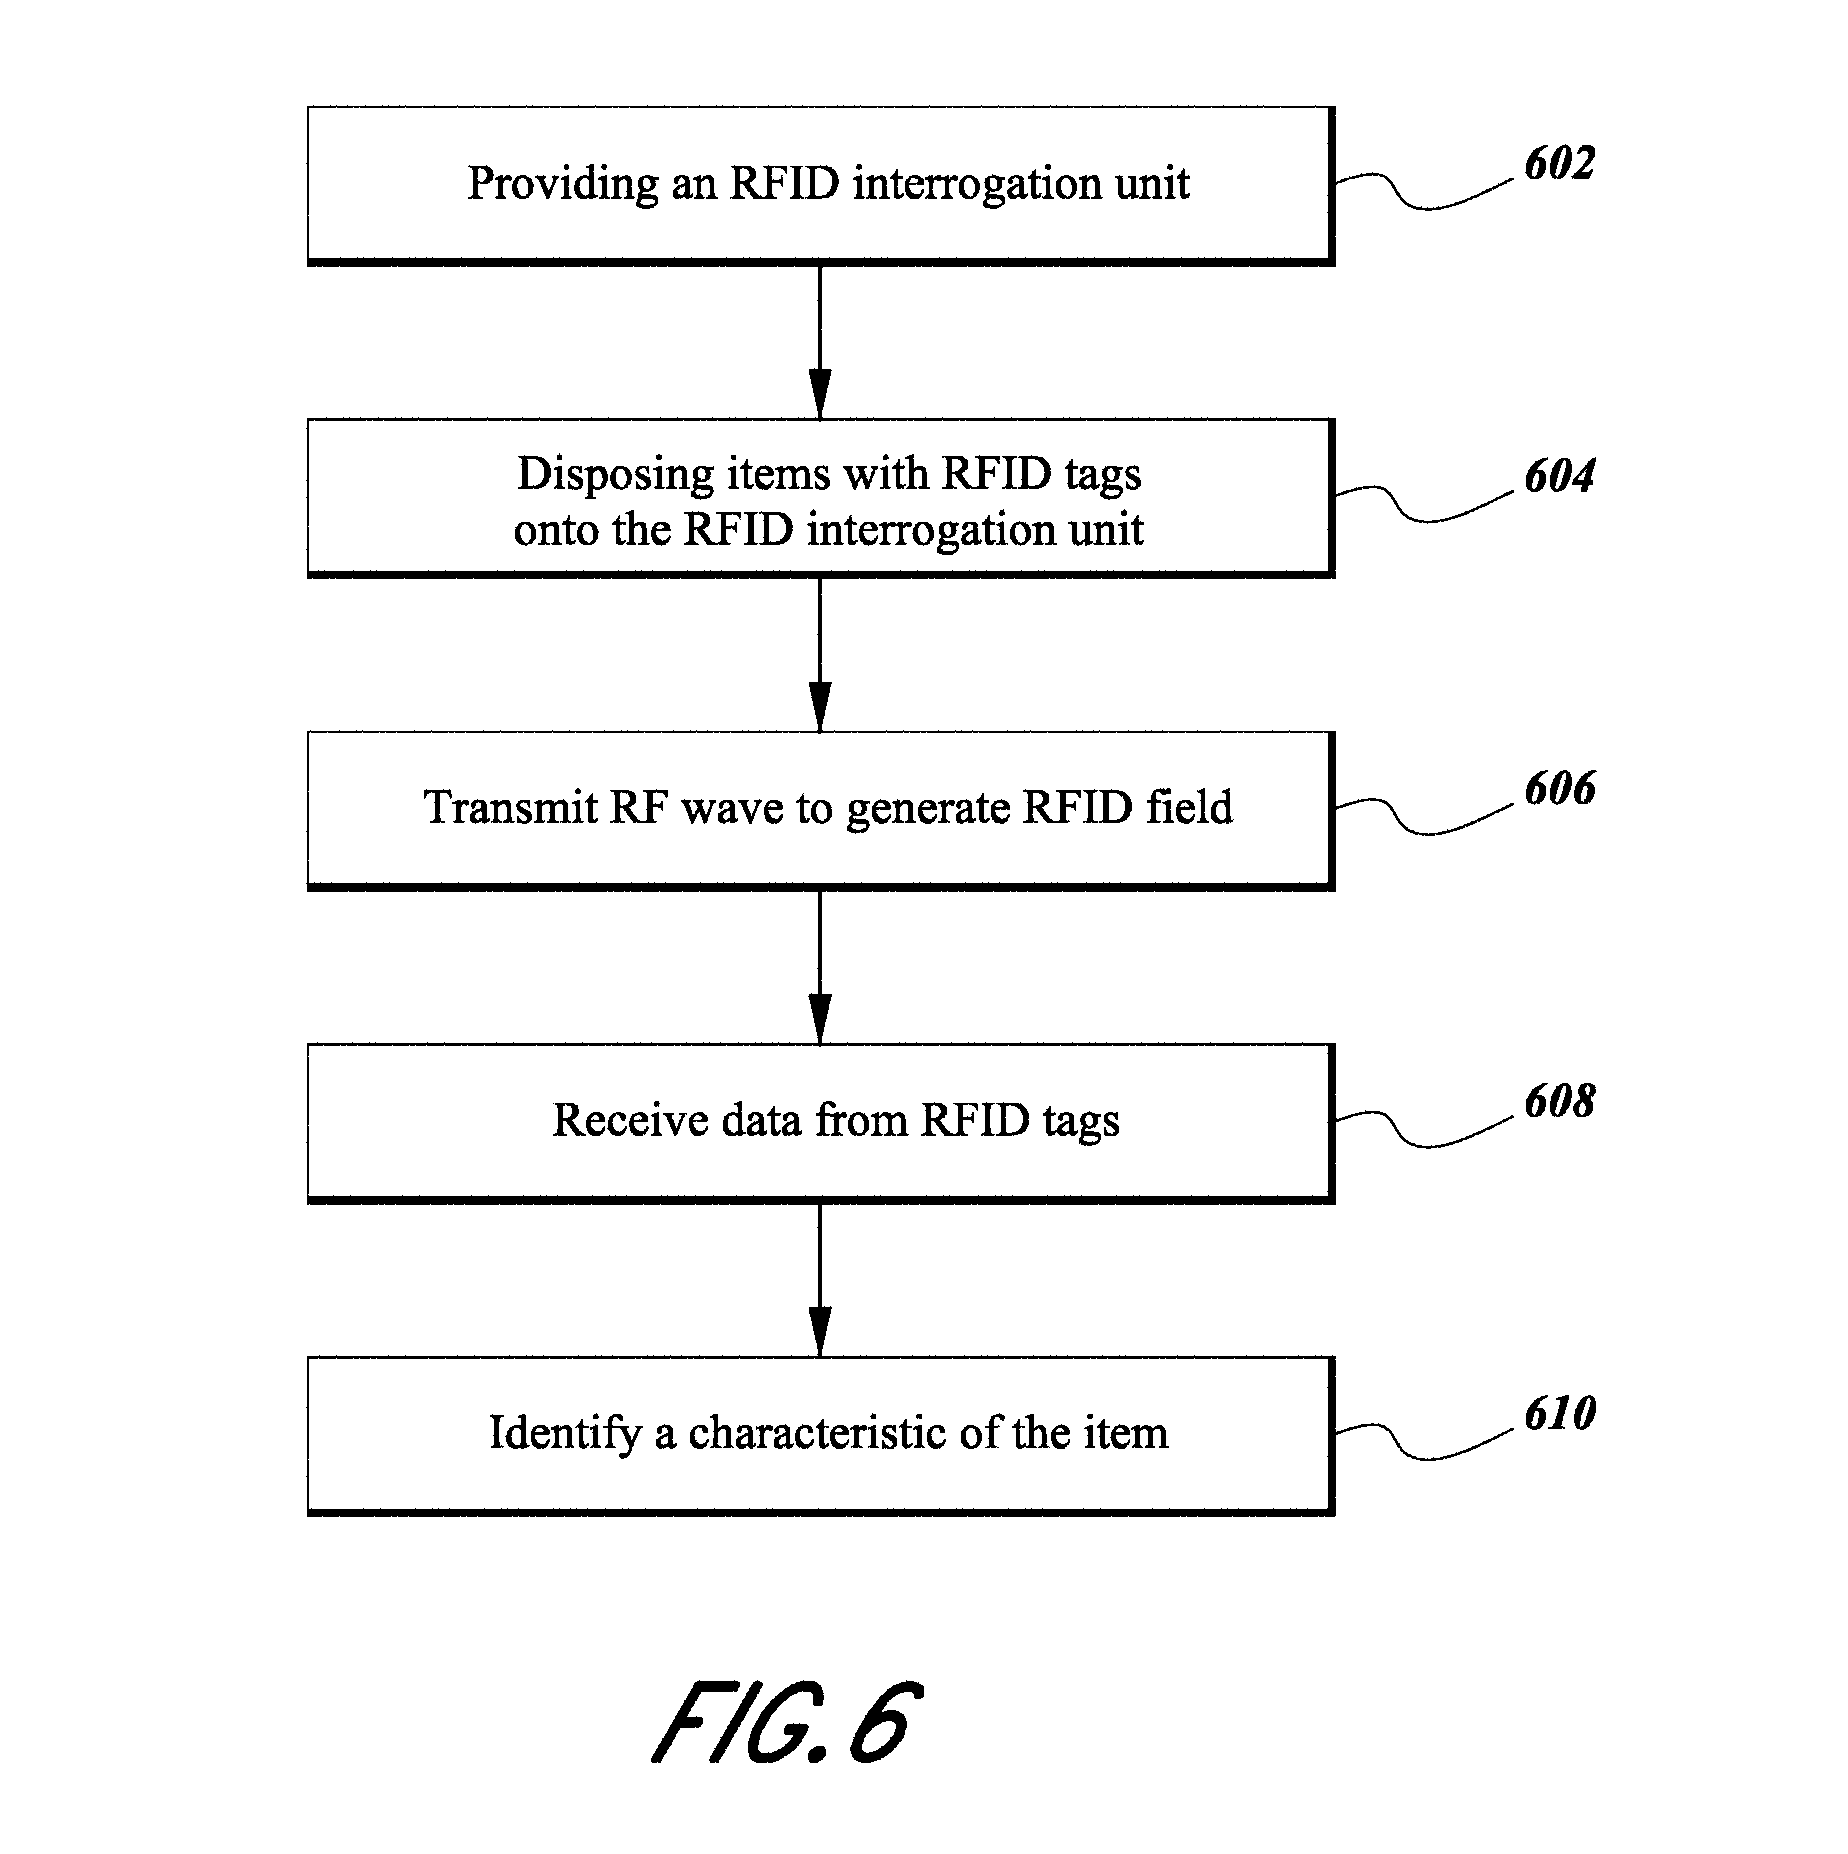 Providing an RFID interrogation unit
602
Disposing items with RFID tags
onto the RFID interrogation unit
604
Transmit RF wave to generate RFID field
606
Receive data from RFID tags
608
Identify a characteristic of the item
610
FIG. 6